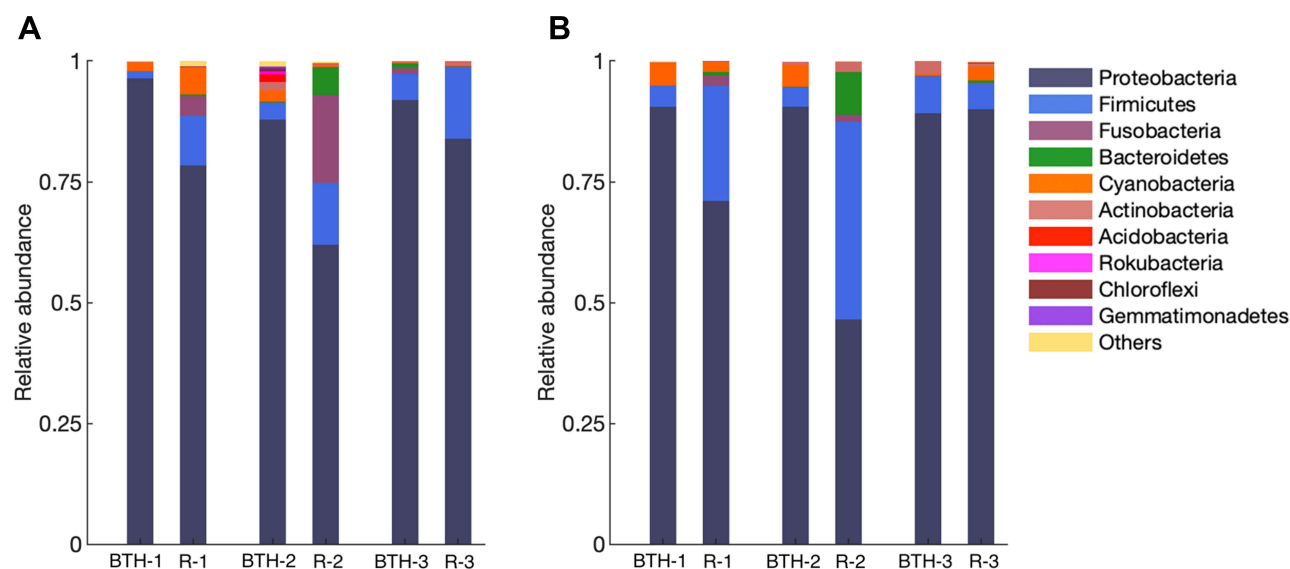 A
Relative abundance
1
0.75
0.5
0.25
0
BTH-1 R-1 BTH-2 R-2 BTH-3 R-3
B
Relative abundance
1
0.75
0.5
0.25
0
BTH-1 R-1 BTH-2 R-2 BTH-3 R-3
Proteobacteria
Firmicutes
Fusobacteria
Bacteroidetes
Cyanobacteria
Actinobacteria
Acidobacteria
Rokubacteria
Chloroflexi
Gemmatimonadetes
Others